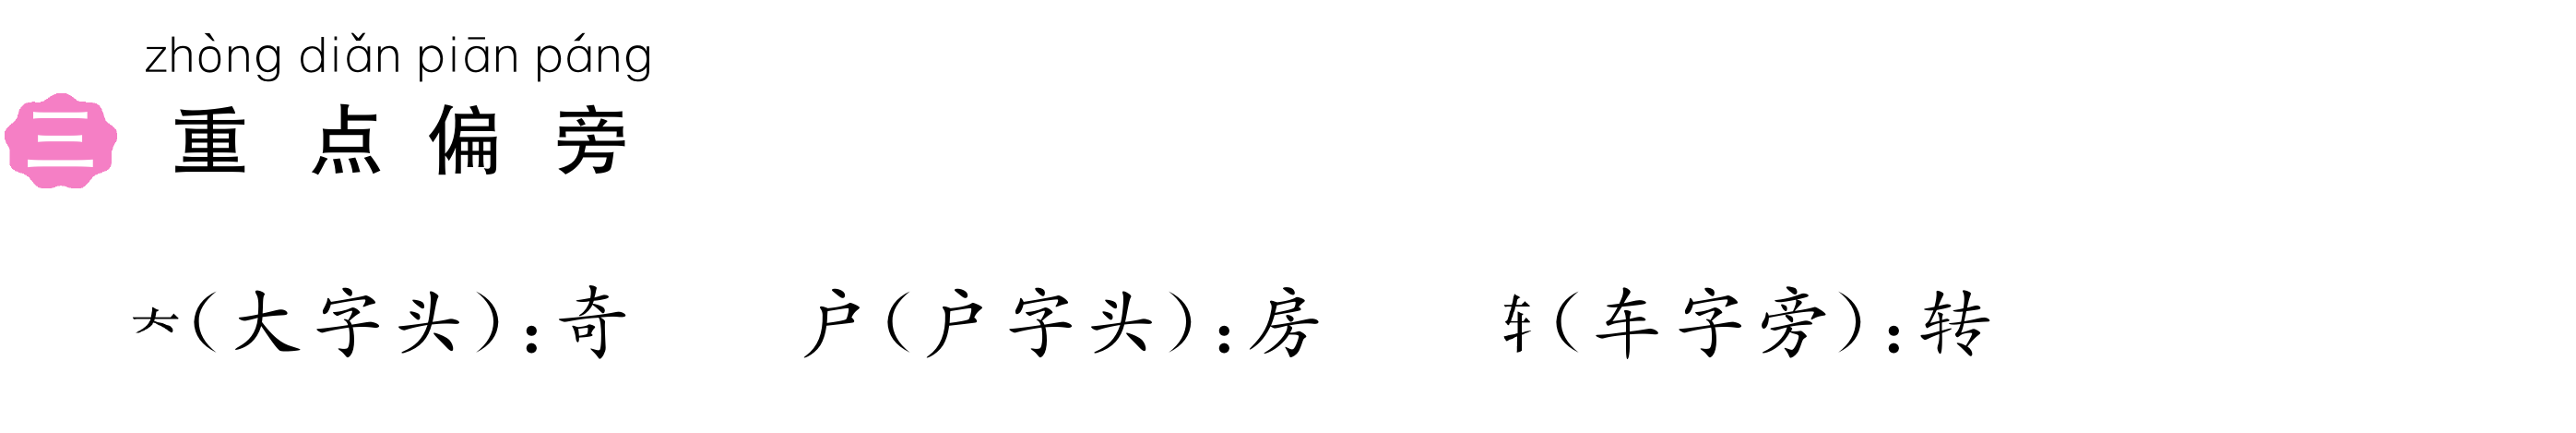 zhòng diǎn piān páng
三 重点偏旁
𠂇(大字头):奇 户(户字头):房 车(车字旁):转